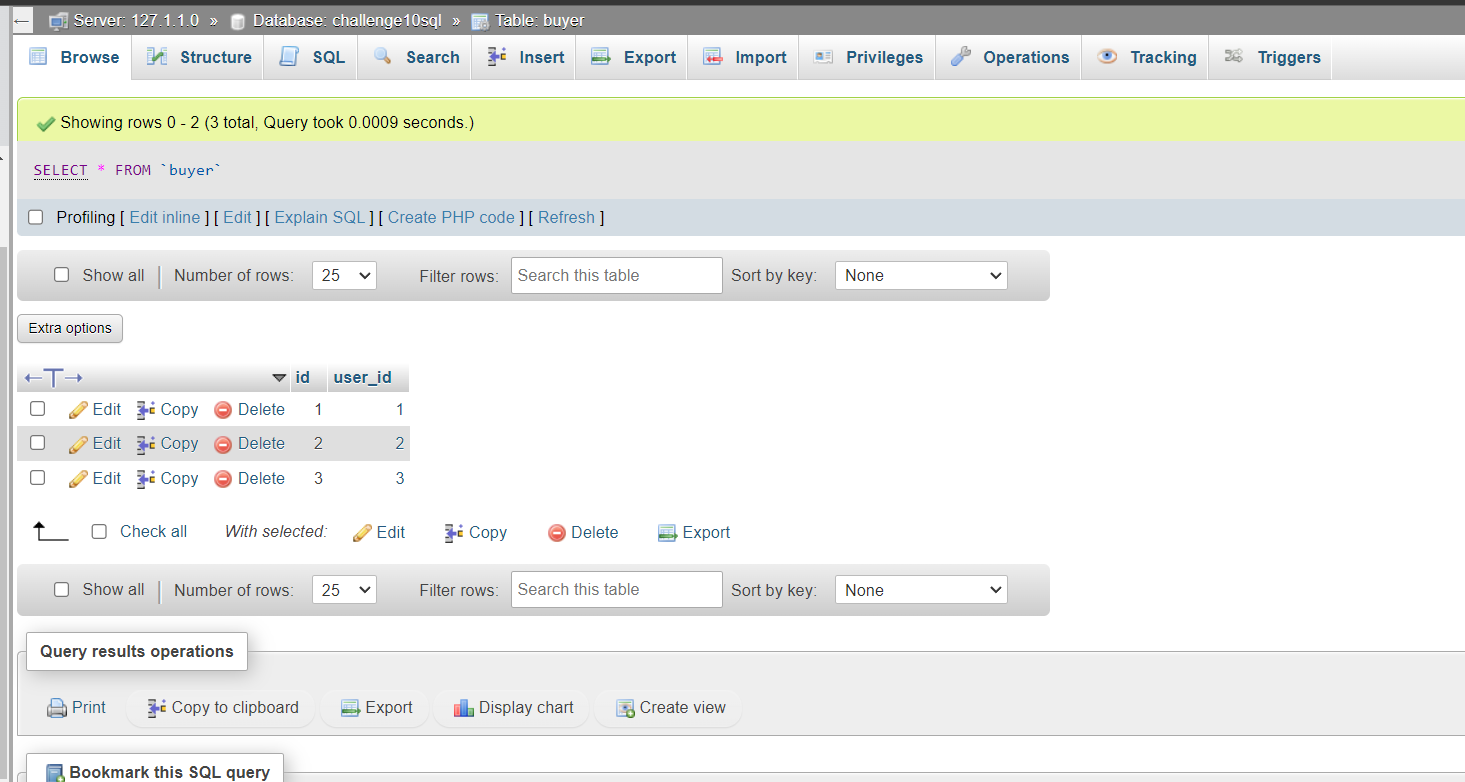 Server: 127.1.1.0 » Database: challenge10sql » Table: buyer
Browse Structure SQL Search Insert Export Import Privileges Operations Tracking Triggers
Showing rows 0 - 2 (3 total, Query took 0.0009 seconds.)
SELECT * FROM `buyer`
Profiling [ Edit inline ] [ Edit ] [ Explain SQL ] [ Create PHP code ] [ Refresh ]
Show all | Number of rows: 25 Filter rows: Search this table Sort by key: None
Extra options
←T→ id user_id
Edit Copy Delete 1 1
Edit Copy Delete 2 2
Edit Copy Delete 3 3
Check all With selected: Edit Copy Delete Export
Show all | Number of rows: 25 Filter rows: Search this table Sort by key: None
Query results operations
Print Copy to clipboard Export Display chart Create view
Bookmark this SQL query